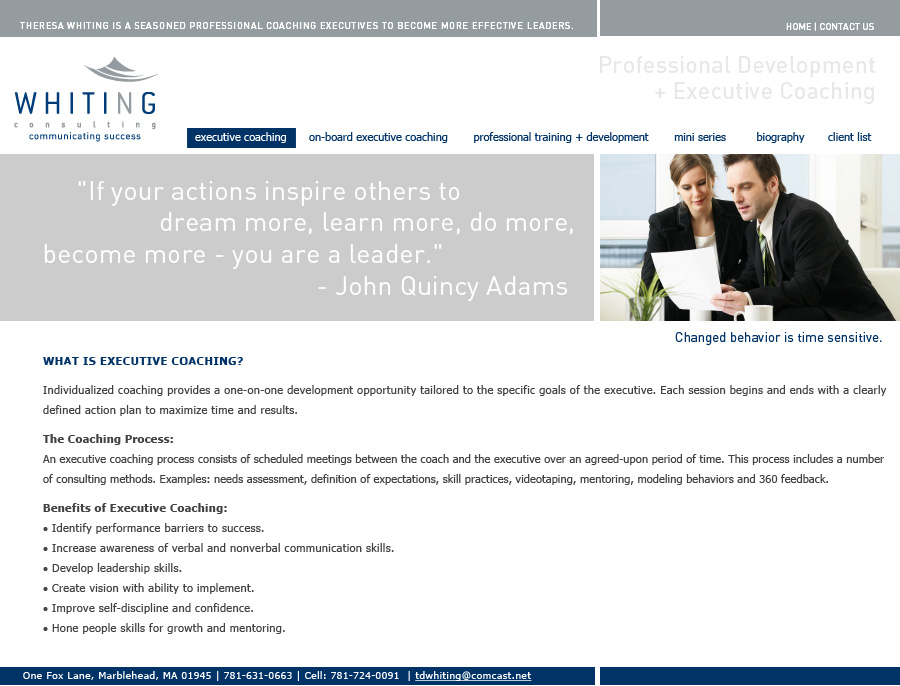 THERESA WHITING IS A SEASONED PROFESSIONAL COACHING EXECUTIVES TO BECOME MORE EFFECTIVE LEADERS.
HOME | CONTACT US
Professional Development
+ Executive Coaching
WHITING
consulting
communicating success
executive coaching on-board executive coaching professional training + development mini series biography client list
"If your actions inspire others to
dream more, learn more, do more,
become more - you are a leader."
- John Quincy Adams
Changed behavior is time sensitive.
WHAT IS EXECUTIVE COACHING?
Individualized coaching provides a one-on-one development opportunity tailored to the specific goals of the executive. Each session begins and ends with a clearly
defined action plan to maximize time and results.
The Coaching Process:
An executive coaching process consists of scheduled meetings between the coach and the executive over an agreed-upon period of time. This process includes a number
of consulting methods. Examples: needs assessment, definition of expectations, skill practices, videotaping, mentoring, modeling behaviors and 360 feedback.
Benefits of Executive Coaching:
• Identify performance barriers to success.
• Increase awareness of verbal and nonverbal communication skills.
• Develop leadership skills.
• Create vision with ability to implement.
• Improve self-discipline and confidence.
• Hone people skills for growth and mentoring.
One Fox Lane, Marblehead, MA 01945 | 781-631-0663 | Cell: 781-724-0091 | tdwhiting@comcast.net